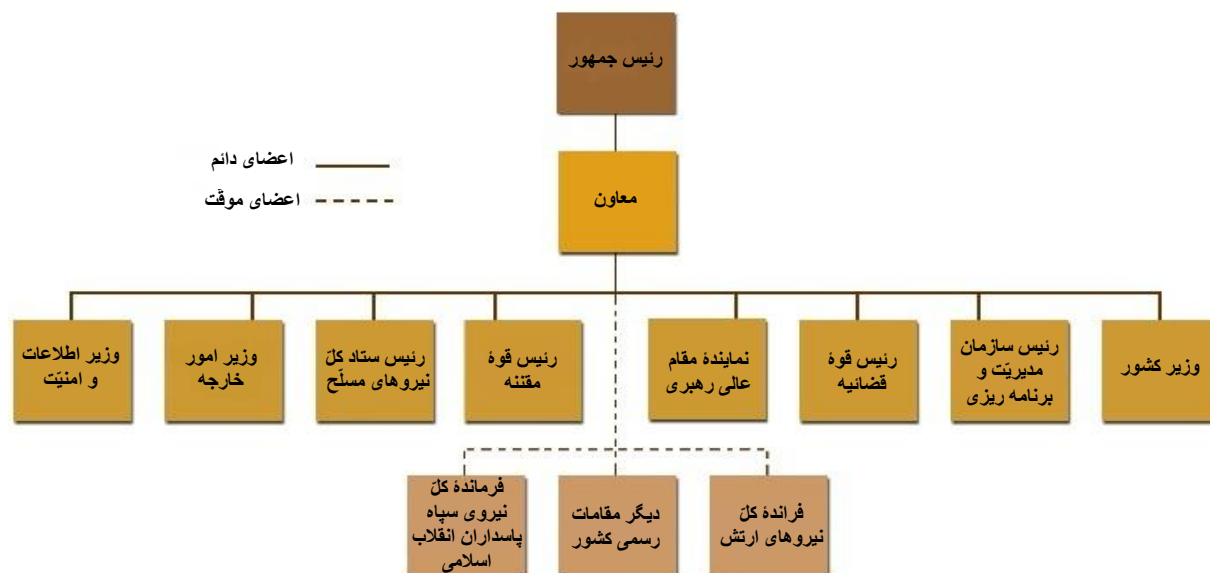 رئیس جمهور
معاون
اعضای دائم
اعضای موقّت
وزیر کشور
رئیس سازمان
مدیریّت و
برنامه ریزی
رئیس قوۀ
قضائیه
نمایندۀ مقام
عالی رهبری
رئیس قوۀ
مقننه
رئیس ستاد کلّ
نیروهای مسلّح
وزیر امور
خارجه
وزیر اطلاعات
و امنیّت
فراندۀ کلّ
نیروهای ارتش
دیگر مقامات
رسمی کشور
فرماندۀ کلّ
نیروی سپاه
پاسداران انقلاب
اسلامی